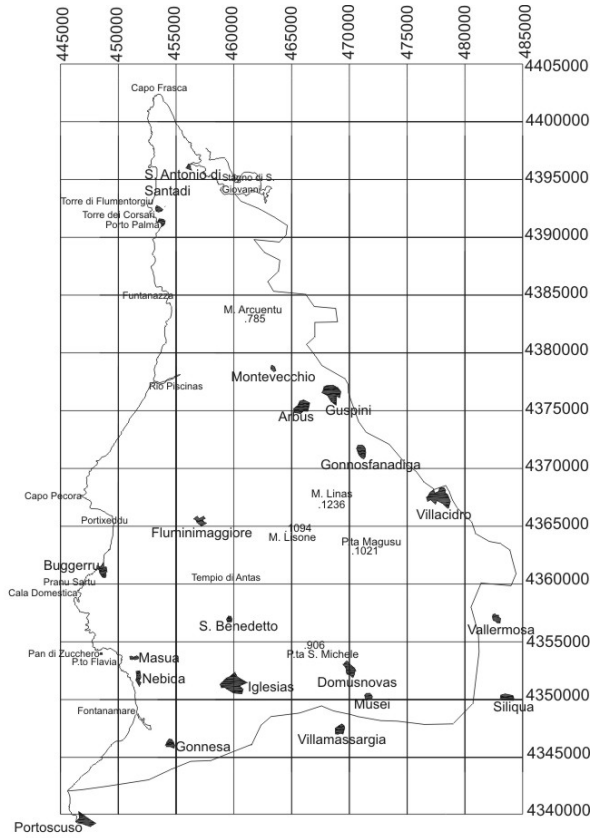 445000
450000
455000
460000
465000
470000
475000
480000
485000
4405000
Capo Frasca
4400000
S. Antonio di
Santadi
Stagno di S.
Giovanni
4395000
Torre di Flumentorgiu
Torre dei Corsari
Porto Palma
4390000
Funtanazza
4385000
M. Arcuentu
.785
4380000
Montevecchio
Rio Piscinas
4375000
Arbus
Guspini
Gonnosfanadiga
4370000
Capo Pecora
M. Linas
.1236
Villacidro
Portixeddu
4365000
Fluminimaggiore
1094
M. Lisone
P.ta Magusu
.1021
Buggerru
Tempio di Antas
4360000
Pranu Sartu
Cala Domestica
S. Benedetto
Vallermosa
4355000
.906
P.ta S. Michele
Pan di Zucchero
P.to Flavia
Masua
Nebida
Iglesias
Domusnovas
Musei
4350000
Siliqua
Fontanamare
Gonnesa
Villamassargia
4345000
4340000
Portoscuso